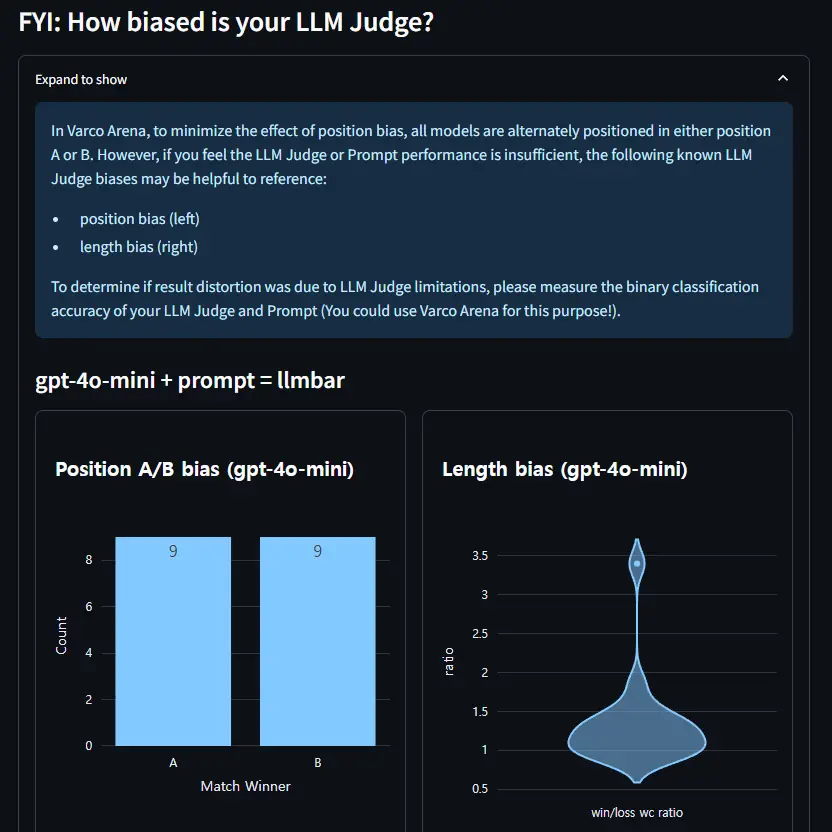 FYI: How biased is your LLM Judge?
Expand to show
In Varco Arena, to minimize the effect of position bias, all models are alternately positioned in either position
A or B. However, if you feel the LLM Judge or Prompt performance is insufficient, the following known LLM
Judge biases may be helpful to reference:
• position bias (left)
• length bias (right)
To determine if result distortion was due to LLM Judge limitations, please measure the binary classification
accuracy of your LLM Judge and Prompt (You could use Varco Arena for this purpose!).
gpt-4o-mini + prompt = llmbar
Position A/B bias (gpt-4o-mini)
9
9
8
6
4
2
0
Count
A
B
Match Winner
Length bias (gpt-4o-mini)
3.5
3
2.5
2
1.5
1
0.5
ratio
win/loss wc ratio